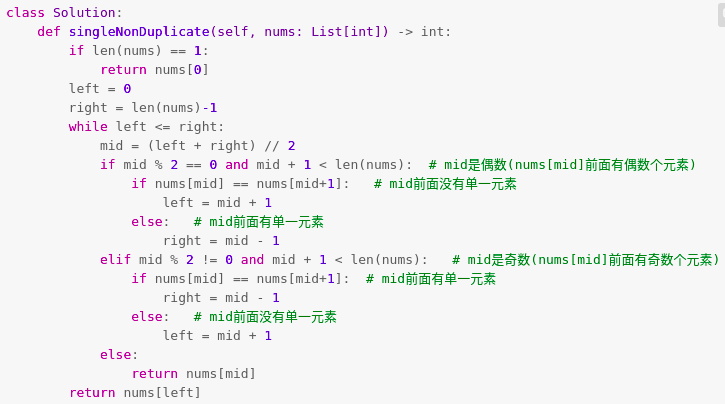 class Solution:
    def singleNonDuplicate(self, nums: List[int]) -> int:
        if len(nums) == 1:
            return nums[0]
        left = 0
        right = len(nums)-1
        while left <= right:
            mid = (left + right) // 2
            if mid % 2 == 0 and mid + 1 < len(nums):  # mid是偶数(nums[mid]前面有偶数个元素)
                if nums[mid] == nums[mid+1]:   # mid前面没有单一元素
                    left = mid + 1
                else:   # mid前面有单一元素
                    right = mid - 1
            elif mid % 2 != 0 and mid + 1 < len(nums):   # mid是奇数(nums[mid]前面有奇数个元素)
                if nums[mid] == nums[mid+1]:  # mid前面有单一元素
                    right = mid - 1
                else:   # mid前面没有单一元素
                    left = mid + 1
            else:
                return nums[mid]
        return nums[left]